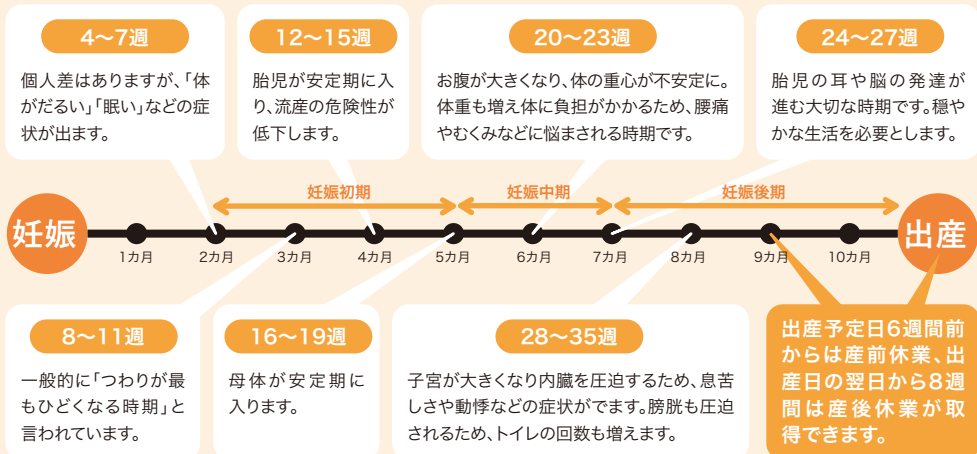 4〜7週
個人差はありますが、「体
がだるい」「眠い」などの症
状が出ます。
12〜15週
胎児が安定期に入
り、流産の危険性が
低下します。
20〜23週
お腹が大きくなり、体の重心が不安定に。
体重も増え体に負担がかかるため、腰痛
やむくみなどに悩まされる時期です。
24〜27週
胎児の耳や脳の発達が
進む大切な時期です。穏や
かな生活を必要とします。
妊娠初期
妊娠中期
妊娠後期
妊娠
出産
1カ月
2カ月
3カ月
4カ月
5カ月
6カ月
7カ月
8カ月
9カ月
10カ月
8〜11週
一般的に「つわりが最
もひどくなる時期」と
言われています。
16〜19週
母体が安定期に
入ります。
28〜35週
子宮が大きくなり内臓を圧迫するため、息苦
しさや動悸などの症状がでます。膀胱も圧迫
されるため、トイレの回数も増えます。
出産予定日6週間前
からは産前休業、出
産日の翌日から8週
間は産後休業が取
得できます。